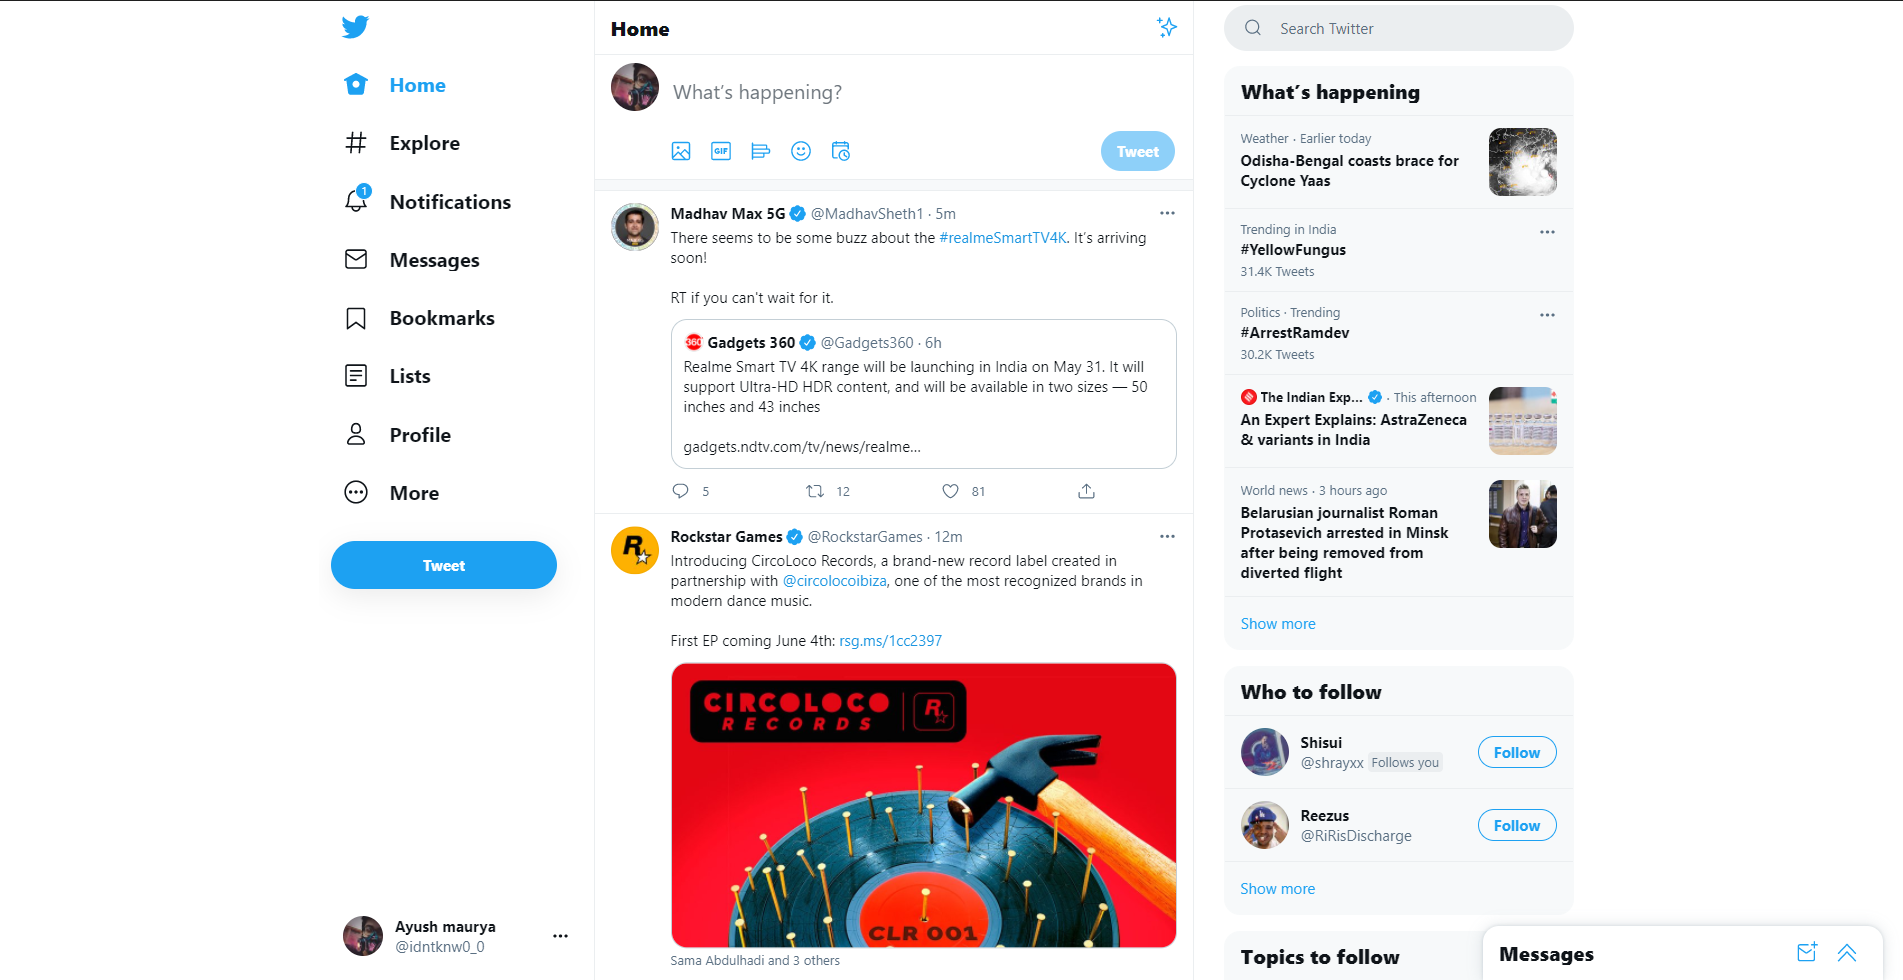 Home
Explore
1
Notifications
Messages
Bookmarks
Lists
Profile
More
Tweet
Ayush maurya
@idntknw0_0
Home
What's happening?
GIF
Tweet
Madhav Max 5G @MadhavSheth1 · 5m
There seems to be some buzz about the #realmeSmartTV4K. It's arriving
soon!
RT if you can't wait for it.
360 Gadgets 360 @Gadgets360 · 6h
Realme Smart TV 4K range will be launching in India on May 31. It will
support Ultra-HD HDR content, and will be available in two sizes — 50
inches and 43 inches
gadgets.ndtv.com/tv/news/realme...
5 12 81
R
Rockstar Games @RockstarGames · 12m
Introducing CircoLoco Records, a brand-new record label created in
partnership with @circolocoibiza, one of the most recognized brands in
modern dance music.
First EP coming June 4th: rsg.ms/1cc2397
CIRCOLOCO
RECORDS
R
CLR 001
Sama Abdulhadi and 3 others
Search Twitter
What's happening
Weather · Earlier today
Odisha-Bengal coasts brace for
Cyclone Yaas
Trending in India
#YellowFungus
31.4K Tweets
Politics · Trending
#ArrestRamdev
30.2K Tweets
The Indian Exp... · This afternoon
An Expert Explains: AstraZeneca
& variants in India
World news · 3 hours ago
Belarusian journalist Roman
Protasevich arrested in Minsk
after being removed from
diverted flight
Show more
Who to follow
Shisui
@shrayxx Follows you
Follow
Reezus
@RiRisDischarge
Follow
Show more
Topics to follow
Messages